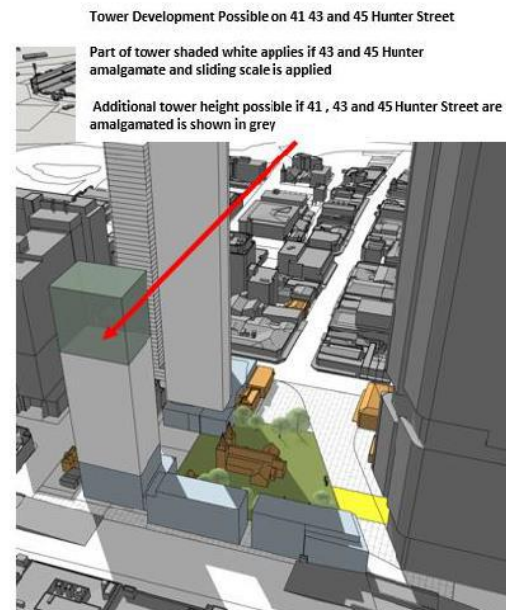 Tower Development Possible on 41 43 and 45 Hunter Street
Part of tower shaded white applies if 43 and 45 Hunter
amalgamate and sliding scale is applied
Additional tower height possible if 41 , 43 and 45 Hunter Street are
amalgamated is shown in grey